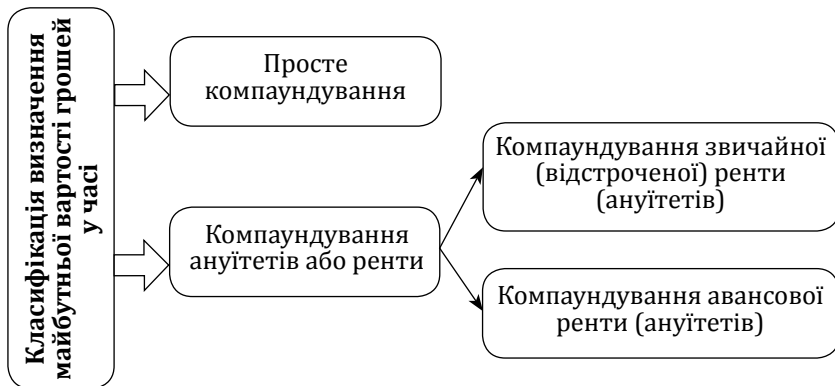 Класифікація визначення
майбутньої вартості грошей
у часі
Просте
компаундування
Компаундування
ануїтетів або ренти
Компаундування звичайної
(відстроченої) ренти
(ануїтетів)
Компаундування авансової
ренти (ануїтетів)